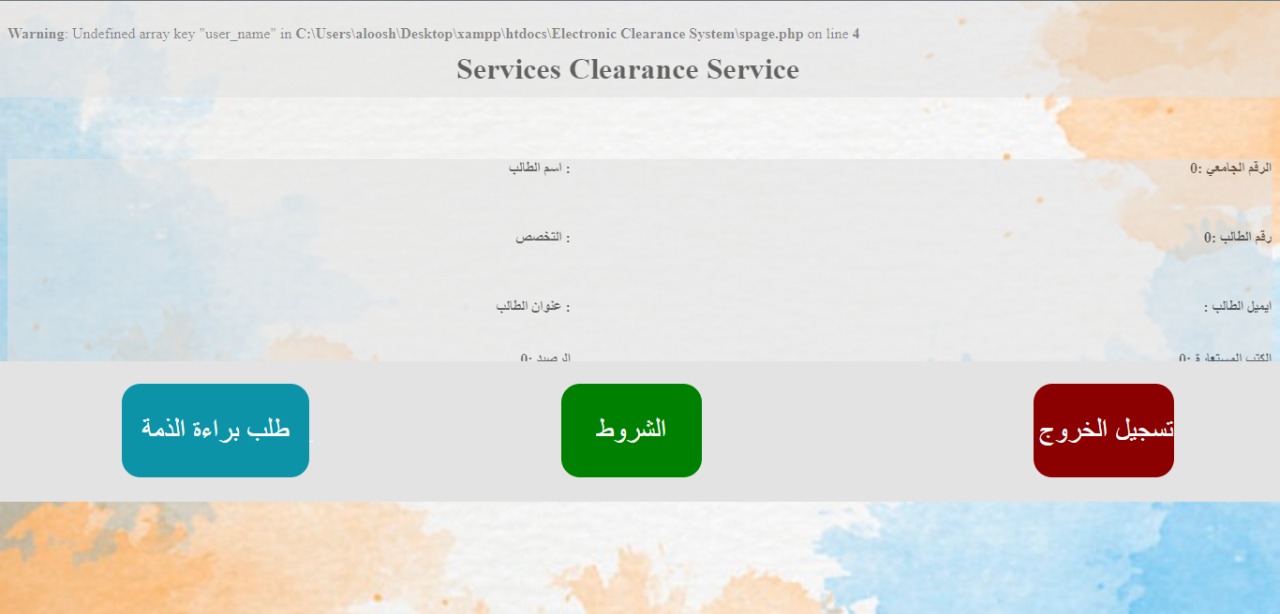 Warning: Undefined array key "user_name" in C:\Users\aloosh\Desktop\xampp\htdocs\Electronic Clearance System\spage.php on line 4
Services Clearance Service
الرقم الجامعي :0
اسم الطالب :
رقم الطالب :0
التخصص :
ايميل الطالب :
عنوان الطالب :
الكتب المستعارة :0
الرصيد :0
تسجيل الخروج
الشروط
طلب براءة الذمة